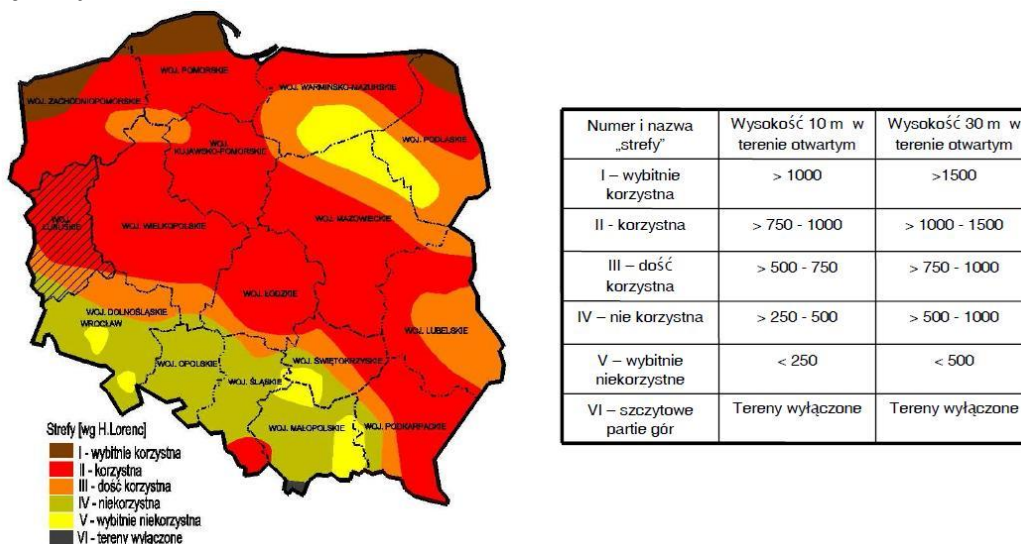 WOJ. POMORSKIE
WOJ. WARMIŃSKO-MAZURSKIE
WOJ. ZACHODNIOPOMORSKIE
WOJ. PODLASKIE
WOJ.
KUJAWSKO-POMORSKIE
WOJ. MAZOWIECKIE
WOJ.
LUBUSKIE
WOJ. WIELKOPOLSKIE
WOJ. ŁODZKIE
WOJ. DOLNOŚLĄSKIE
WROCŁAW
WOJ. LUBELSKIE
WOJ. OPOLSKIE
WOJ. ŚWIĘTOKRZYSKIE
WOJ. ŚLĄSKIE
WOJ. MAŁOPOLSKIE
WOJ. PODKARPACKIE
Strefy [wg H.Lorenc]
I - wybitnie korzystna
II - korzystna
III - dość korzystna
IV - niekorzystna
V - wybitnie niekorzystna
VI - tereny wyłączone
Numer i nazwa „strefy”
Wysokość 10 m w terenie otwartym
Wysokość 30 m w terenie otwartym
I – wybitnie korzystna
> 1000
>1500
II - korzystna
> 750 - 1000
> 1000 - 1500
III – dość korzystna
> 500 - 750
> 750 - 1000
IV – nie korzystna
> 250 - 500
> 500 - 1000
V – wybitnie niekorzystne
< 250
< 500
VI – szczytowe partie gór
Tereny wyłączone
Tereny wyłączone